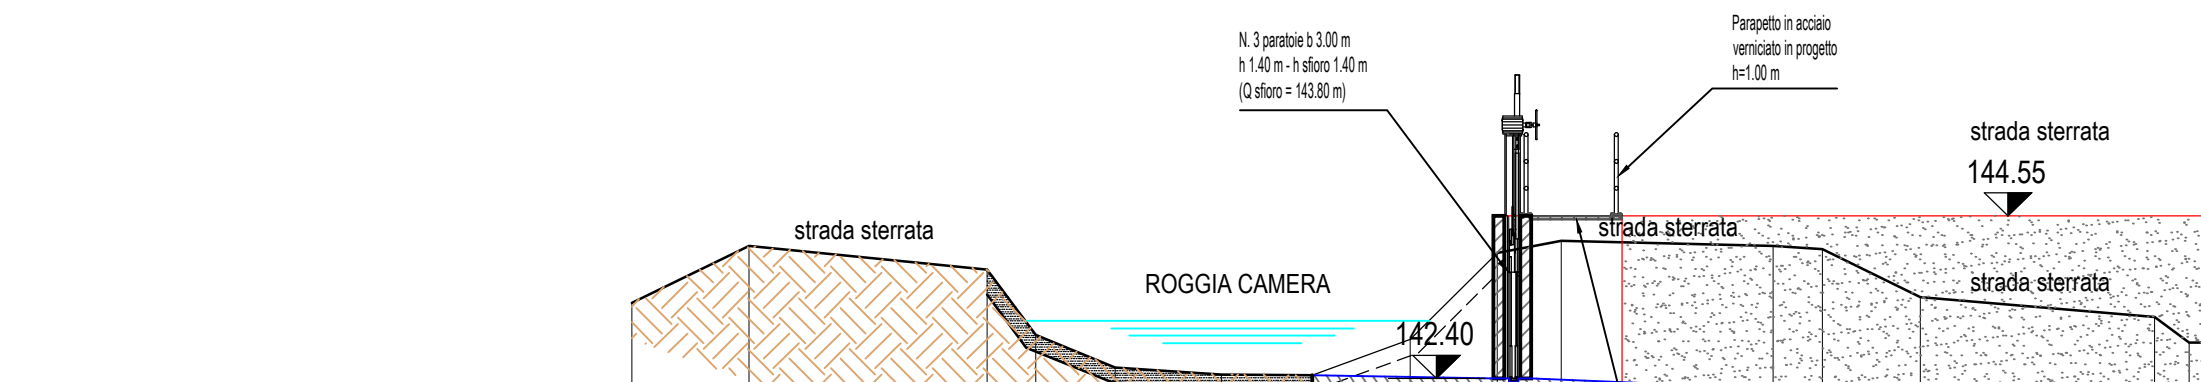 N. 3 paratoie b 3.00 m
h 1.40 m - h sfioro 1.40 m
(Q sfioro = 143.80 m)
Parapetto in acciaio
verniciato in progetto
h=1.00 m
strada sterrata
144.55
strada sterrata
strada sterrata
ROGGIA CAMERA
strada sterrata
142.40